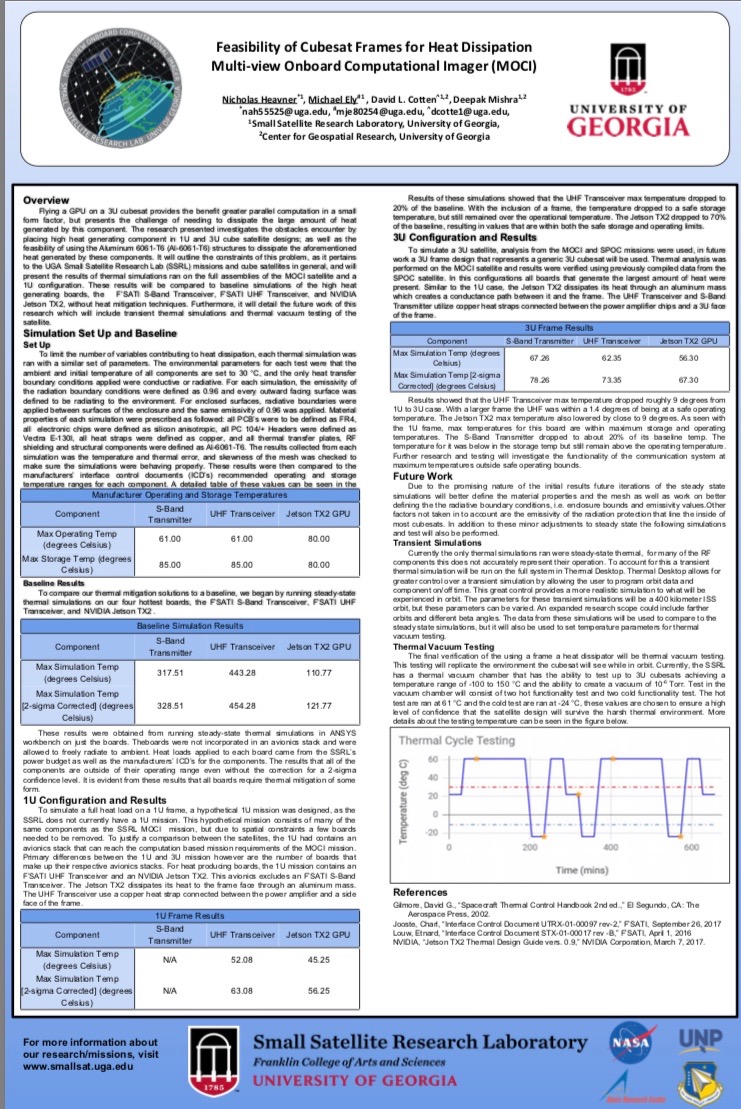 Feasibility of Cubesat Frames for Heat Dissipation
Multi-view Onboard Computational Imager (MOCI)
Nicholas Heavner*1, Michael Ely#1 , David L. Cotten^1,2, Deepak Mishra1,2
*nah55525@uga.edu, #mje80254@uga.edu, ^dcotte1@uga.edu,
1Small Satellite Research Laboratory, University of Georgia,
2Center for Geospatial Research, University of Georgia
1785
UNIVERSITY OF
GEORGIA
Overview
Flying a GPU on a 3U cubesat provides the benefit greater parallel computation in a small
form factor, but presents the challenge of needing to dissipate the large amount of heat
generated by this component. The research presented investigates the obstacles encounter by
placing high heat generating component in 1U and 3U cube satellite designs; as well as the
feasibility of using the Aluminum 6061-T6 (Al-6061-T6) structures to dissipate the aforementioned
heat generated by these components. It will outline the constraints of this problem, as it pertains
to the UGA Small Satellite Research Lab (SSRL) missions and cube satellites in general, and will
present the results of thermal simulations ran on the full assemblies of the MOCI satellite and a
1U configuration. These results will be compared to baseline simulations of the high heat
generating boards, the F'SATI S-Band Transceiver, F'SATI UHF Transceiver, and NVIDIA
Jetson TX2, without heat mitigation techniques. Furthermore, it will detail the future work of this
research which will include transient thermal simulations and thermal vacuum testing of the
satellite.
Simulation Set Up and Baseline
Set Up
To limit the number of variables contributing to heat dissipation, each thermal simulation was
ran with a similar set of parameters. The environmental parameters for each test were that the
ambient and initial temperature of all components are set to 30 °C, and the only heat transfer
boundary conditions applied were conductive or radiative. For each simulation, the emissivity of
the radiation boundary conditions were defined as 0.96 and every outward facing surface was
defined to be radiating to the environment. For enclosed surfaces, radiative boundaries were
applied between surfaces of the enclosure and the same emissivity of 0.96 was applied. Material
properties of each simulation were prescribed as followed: all PCB's were to be defined as FR4,
all electronic chips were defined as silicon anisotropic, all PC 104/+ Headers were defined as
Vectra E-130i, all heat straps were defined as copper, and all thermal transfer plates, RF
shielding and structural components were defined as Al-6061-T6. The results collected from each
simulation was the temperature and thermal error, and skewness of the mesh was checked to
make sure the simulations were behaving properly. These results were then compared to the
manufacturers' interface control documents (ICD's) recommended operating and storage
temperature ranges for each component. A detailed table of these values can be seen in the
Manufacturer Operating and Storage Temperatures
Component S-Band Transmitter UHF Transceiver Jetson TX2 GPU
Max Operating Temp (degrees Celsius) 61.00 61.00 80.00
Max Storage Temp (degrees Celsius) 85.00 85.00 80.00
Baseline Results
To compare our thermal mitigation solutions to a baseline, we began by running steady-state
thermal simulations on our four hottest boards, the F'SATI S-Band Transceiver, F'SATI UHF
Transceiver, and NVIDIA Jetson TX2 .
Baseline Simulation Results
Component S-Band Transmitter UHF Transceiver Jetson TX2 GPU
Max Simulation Temp (degrees Celsius) 317.51 443.28 110.77
Max Simulation Temp [2-sigma Corrected] (degrees Celsius) 328.51 454.28 121.77
These results were obtained from running steady-state thermal simulations in ANSYS
workbench on just the boards. Theboards were not incorporated in an avionics stack and were
allowed to freely radiate to ambient. Heat loads applied to each board came from the SSRL's
power budget as well as the manufacturers' ICD's for the components. The results that all of the
components are outside of their operating range even without the correction for a 2-sigma
confidence level. It is evident from these results that all boards require thermal mitigation of some
form.
1U Configuration and Results
To simulate a full heat load on a 1U frame, a hypothetical 1U mission was designed, as the
SSRL does not currently have a 1U mission. This hypothetical mission consists of many of the
same components as the SSRL MOCI mission, but due to spatial constraints a few boards
needed to be removed. To justify a comparison between the satellites, the 1U had contains an
avionics stack that can reach the computation based mission requirements of the MOCI mission.
Primary differences between the 1U and 3U mission however are the number of boards that
make up their respective avionics stacks. For heat producing boards, the 1U mission contains an
F'SATI UHF Transceiver and an NVIDIA Jetson TX2. This avionics excludes an F'SATI S-Band
Transceiver. The Jetson TX2 dissipates its heat to the frame face through an aluminum mass.
The UHF Transceiver use a copper heat strap connected between the power amplifier and a side
face of the frame.
1U Frame Results
Component S-Band Transmitter UHF Transceiver Jetson TX2 GPU
Max Simulation Temp (degrees Celsius) N/A 52.08 45.25
Max Simulation Temp [2-sigma Corrected] (degrees Celsius) N/A 63.08 56.25
Results of these simulations showed that the UHF Transceiver max temperature dropped to
20% of the baseline. With the inclusion of a frame, the temperature dropped to a safe storage
temperature, but still remained over the operational temperature. The Jetson TX2 dropped to 70%
of the baseline, resulting in values that are within both the safe storage and operating limits.
3U Configuration and Results
To simulate a 3U satellite, analysis from the MOCI and SPOC missions were used, in future
work a 3U frame design that represents a generic 3U cubesat will be used. Thermal analysis was
performed on the MOCI satellite and results were verified using previously compiled data from the
SPOC satellite. In this configurations all boards that generate the largest amount of heat were
present. Similar to the 1U case, the Jetson TX2 dissipates its heat through an aluminum mass
which creates a conductance path between it and the frame. The UHF Transceiver and S-Band
Transmitter utilize copper heat straps connected between the power amplifier chips and a 3U face
of the frame.
3U Frame Results
Component S-Band Transmitter UHF Transceiver Jetson TX2 GPU
Max Simulation Temp (degrees Celsius) 67.26 62.35 56.30
Max Simulation Temp [2-sigma Corrected] (degrees Celsius) 78.26 73.35 67.30
Results showed that the UHF Transceiver max temperature dropped roughly 9 degrees from
1U to 3U case. With a larger frame the UHF was within a 1.4 degrees of being at a safe operating
temperature. The Jetson TX2 max temperature also lowered by close to 9 degrees. As seen with
the 1U frame, max temperatures for this board are within maximum storage and operating
temperatures. The S-Band Transmitter dropped to about 20% of its baseline temp. The
temperature for it was below in the storage temp but still remain above the operating temperature.
Further research and testing will investigate the functionality of the communication system at
maximum temperatures outside safe operating bounds.
Future Work
Due to the promising nature of the initial results future iterations of the steady state
simulations will better define the material properties and the mesh as well as work on better
defining the the radiative boundary conditions, i.e. endosure bounds and emissivity values.Other
factors not taken in to account are the emissivity of the radiation protection that line the inside of
most cubesats. In addition to these minor adjustments to steady state the following simulations
and test will also be performed.
Transient Simulations
Currently the only thermal simulations ran were steady-state thermal, for many of the RF
components this does not accurately represent their operation. To account for this a transient
thermal simulation will be run on the full system in Thermal Desktop. Thermal Desktop allows for
greater control over a transient simulation by allowing the user to program orbit data and
component on/off time. This great control provides a more realistic simulation to what will be
experienced in orbit. The parameters for these transient simulations will be a 400 kilometer ISS
orbit, but these parameters can be varied. An expanded research scope could include farther
orbits and different beta angles. The data from these simulations will be used to compare to the
steady state simulations, but it will also be used to set temperature parameters for thermal
vacuum testing.
Thermal Vacuum Testing
The final verification of the using a frame a heat dissipator will be thermal vacuum testing.
This testing will replicate the environment the cubesat will see while in orbit. Currently, the SSRL
has a thermal vacuum chamber that has the ability to test up to 3U cubesats achieving a
temperature range of -100 to 150 °C and the ability to create a vacuum of 10-6 Torr. Test in the
vacuum chamber will consist of two hot functionality test and two cold functionality test. The hot
test are ran at 61 °C and the cold test are ran at -24 °C, these values are chosen to ensure a high
level of confidence that the satellite design will survive the harsh thermal environment. More
details about the testing temperature can be seen in the figure below.
Thermal Cycle Testing
Temperature (deg C)
60
40
20
0
-20
0 200 400 600
Time (mins)
References
Gilmore, David G., "Spacecraft Thermal Control Handbook 2nd ed.," El Segundo, CA: The
Aerospace Press, 2002.
Jooste, Charl, "Interface Control Document UTRX-01-00097 rev-2," F'SATI, September 26, 2017
Louw, Etnard, "Interface Control Document STX-01-00017 rev -B," F'SATI, April 1, 2016
NVIDIA, "Jetson TX2 Thermal Design Guide vers. 0.9," NVIDIA Corporation, March 7, 2017.
For more information about
our research/missions, visit
www.smallsat.uga.edu
1785
Small Satellite Research Laboratory
Franklin College of Arts and Sciences
UNIVERSITY OF GEORGIA
NASA
UNP